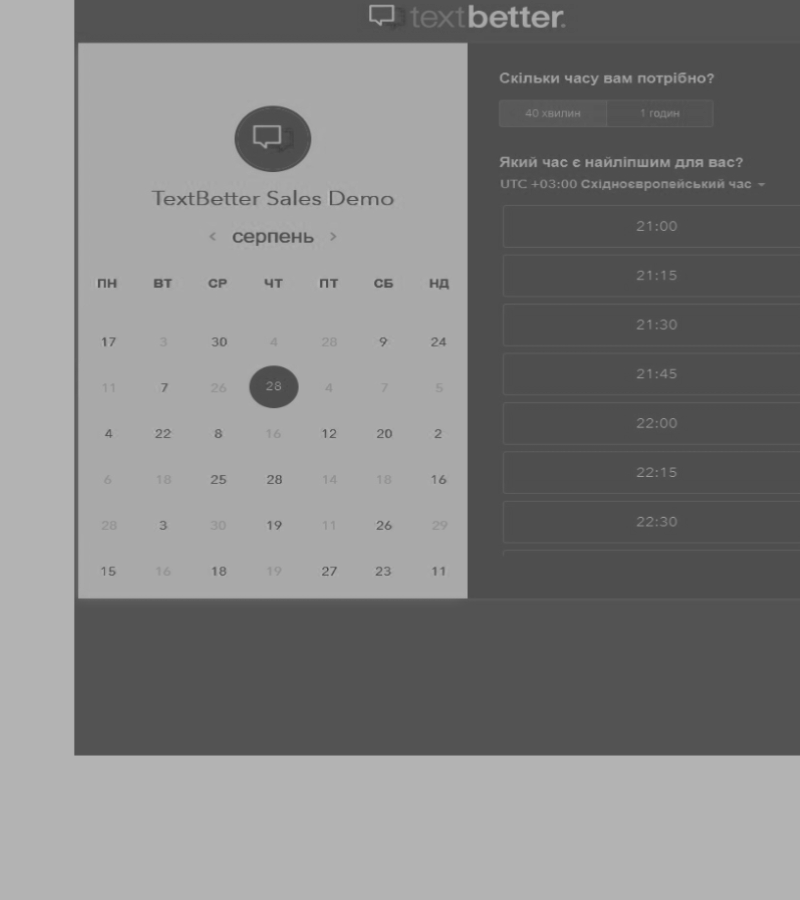 textbetter.
TextBetter Sales Demo
‹ серпень ›
ПН ВТ СР ЧТ ПТ СБ НД
17 3 30 4 28 9 24
11 7 26 28 4 7 5
4 22 8 16 12 20 2
6 18 25 28 14 18 16
28 3 30 19 11 26 29
15 16 18 19 27 23 11
Скільки часу вам потрібно?
40 хвилин 1 годин
Який час є найліпшим для вас?
UTC +03:00 Східноєвропейський час
21:00
21:15
21:30
21:45
22:00
22:15
22:30